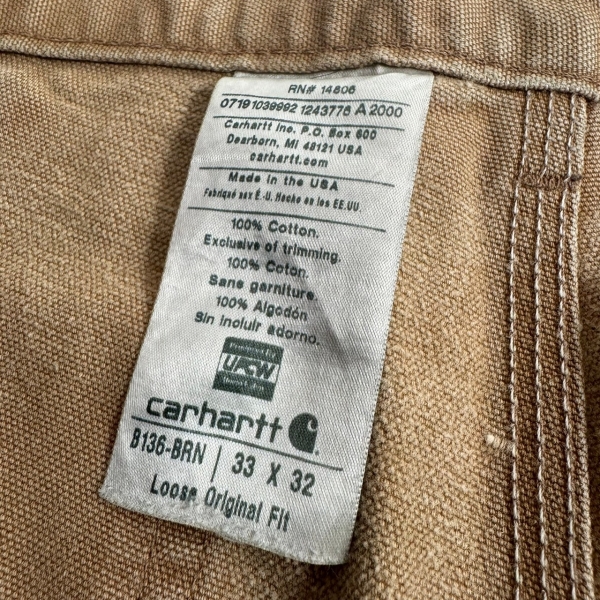 RN# 14806
0719103992 1243776 A 2000
Carhartt Inc. P.O. Box 600
Dearborn, MI 48121 USA
carhartt.com
Made in the USA
Fabriqué aux É.-U. Hecho en los EE.UU.
100% Cotton.
Exclusive of trimming.
100% Coton.
Sans garniture.
100% Algodón
Sin incluir adorno.
UFCW
carhartt
B136-BRN | 33 X 32
Loose Original Fit